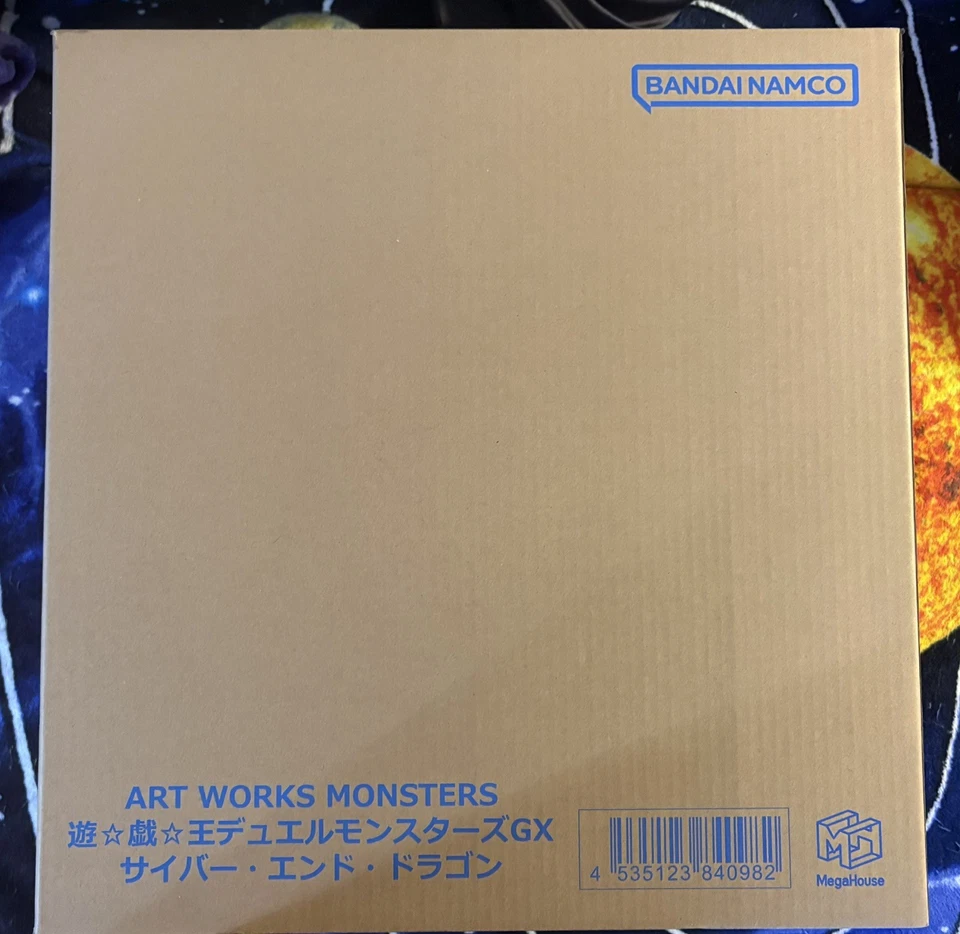 BANDAI NAMCO
ART WORKS MONSTERS
遊☆戯☆王デュエルモンスターズGX
サイバー・エンド・ドラゴン
4 535123 840982
MegaHouse